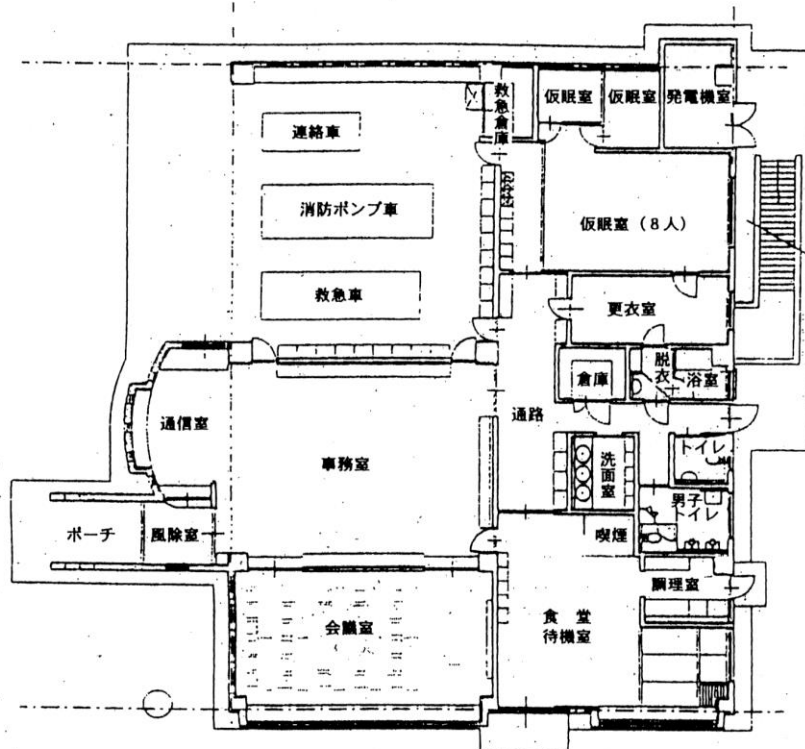 救急倉庫
仮眠室
仮眠室
発電機室
連絡車
消防ポンプ車
仮眠室(8人)
救急車
更衣室
脱衣
浴室
倉庫
通信室
通路
事務室
トイレ
洗面室
男子
トイレ
ポーチ
風除室
喫煙
調理室
会議室
食堂
待機室